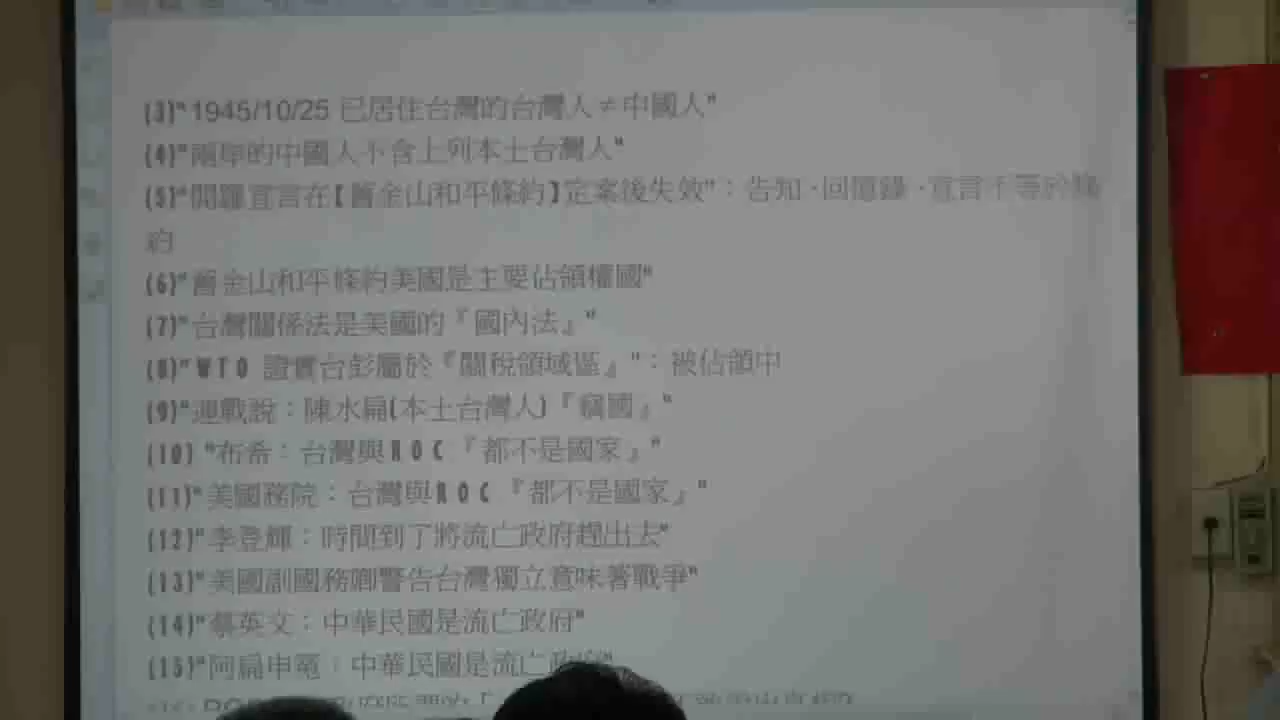 (3)"1945/10/25 已居住台灣的台灣人≠中國人"
(4)"兩岸的中國人不含上列本土台灣人"
(5)"開羅宣言在【舊金山和平條約】定案後失效"：告知、回憶錄、宣言不等於條
約
(6)"舊金山和平條約美國是主要佔領權國"
(7)"台灣關係法是美國的『國內法』"
(8)"WTO 證實台彭屬於『關稅領域區』"：被佔領中
(9)"迎戰說：陳水扁(本土台灣人)『竊國』"
(10) "布希：台灣與ROC『都不是國家』"
(11)"美國務院：台灣與ROC『都不是國家』"
(12)"李登輝：時間到了將流亡政府趕出去"
(13)"美國副國務卿警告台灣獨立意味著戰爭"
(14)"蔡英文：中華民國是流亡政府"
(15)"阿扁申冤：中華民國是流亡政府"